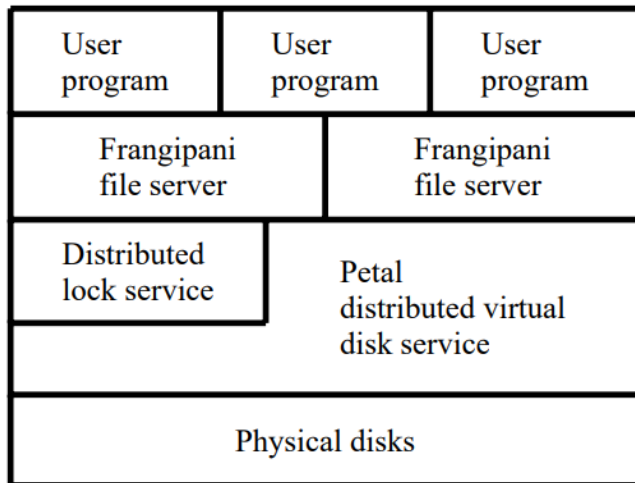 User
program
User
program
User
program
Frangipani
file server
Frangipani
file server
Distributed
lock service
Petal
distributed virtual
disk service
Physical disks